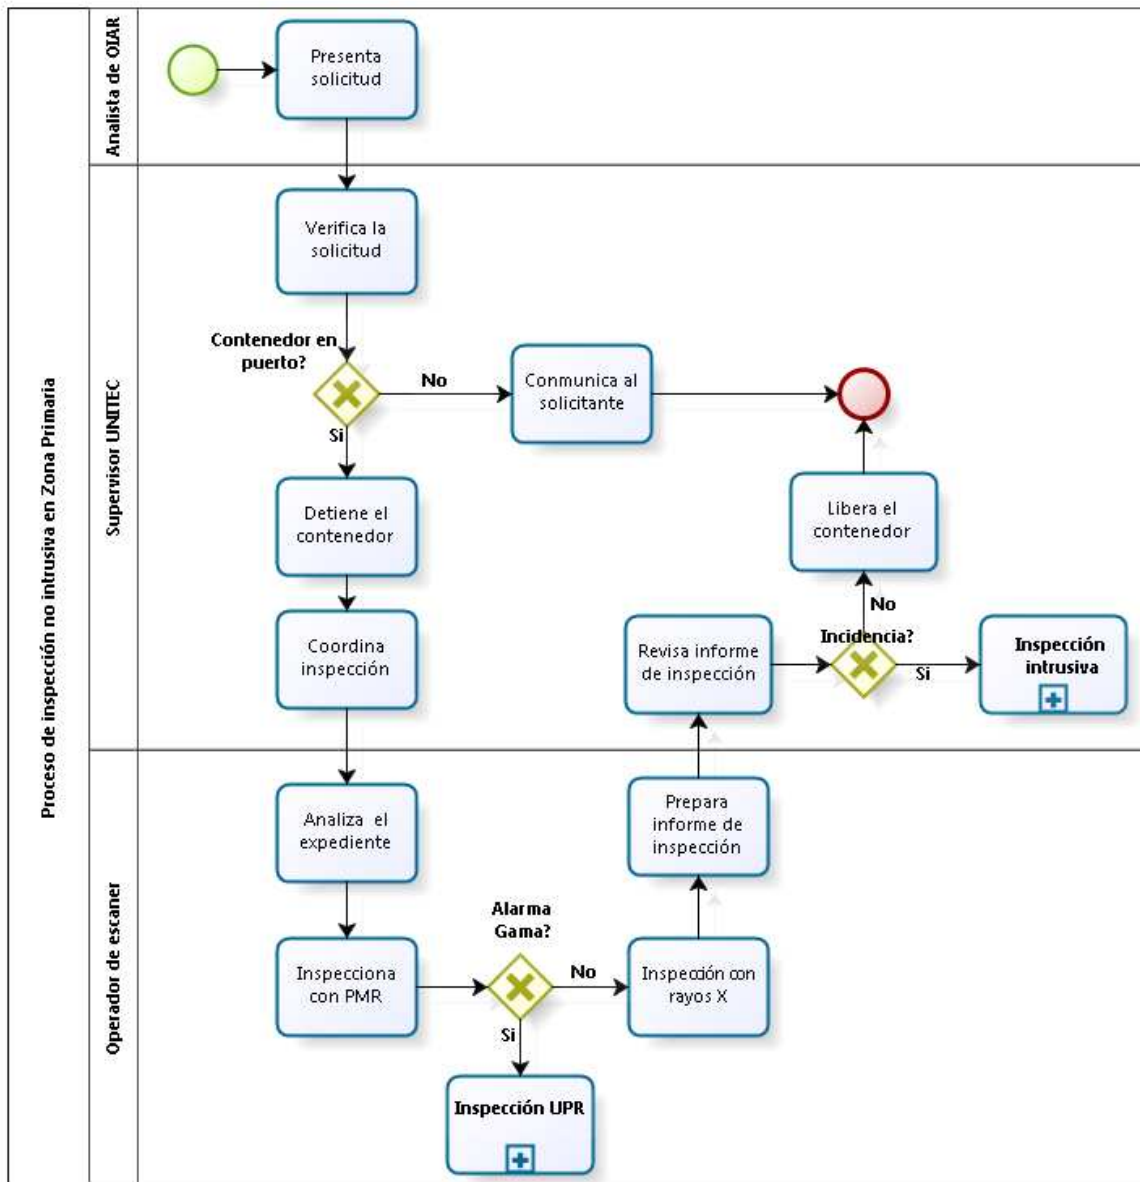 Proceso de inspección no intrusiva en Zona Primaria
Analista de OIAR
Presenta
solicitud
Supervisor UNITEC
Verifica la
solicitud
Contenedor en
puerto?
No
Conmunica al
solicitante
Si
Detiene el
contenedor
Libera el
contenedor
No
Coordina
inspección
Revisa informe
de inspección
Incidencia?
Si
Inspección
intrusiva
Operador de escaner
Analiza el
expediente
Prepara
informe de
inspección
Alarma
Gama?
Inspecciona
con PMR
No
Inspección con
rayos X
Si
Inspección UPR